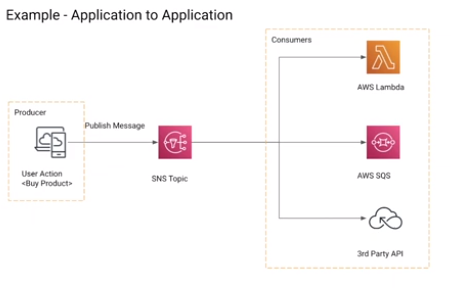 Example - Application to Application
Consumers
AWS Lambda
Producer
Publish Message
User Action
<Buy Product>
SNS Topic
AWS SQS
3rd Party API